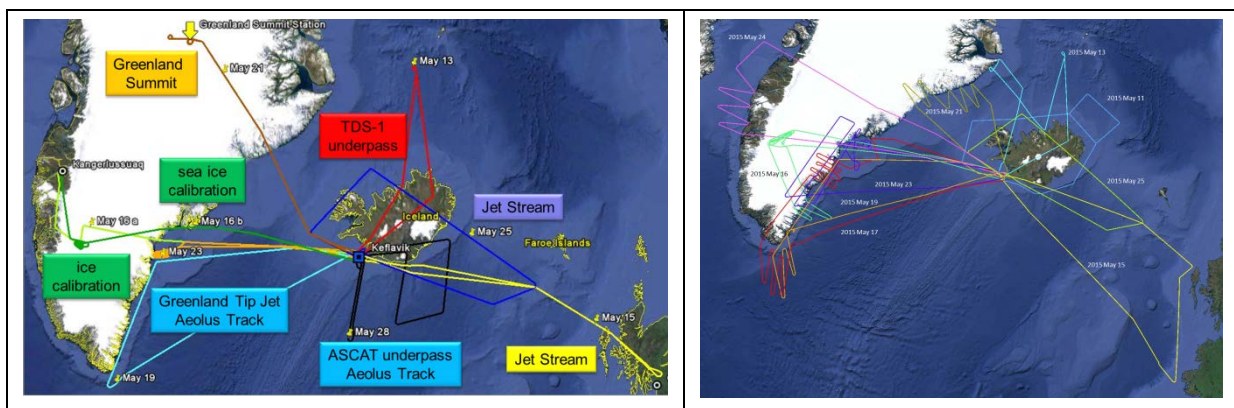 Greenland Summit Station
Greenland
Summit
May 21
May 13
TDS-1
underpass
Kangerlussuaq
sea ice
calibration
May 16 a
May 16 b
Iceland
Jet Stream
May 25
Faroe Islands
Keflavik
May 23
ice
calibration
Greenland Tip Jet
Aeolus Track
May 28
May 15
May 19
ASCAT underpass
Aeolus Track
Jet Stream
2015 May 24
2015 May 13
2015 May 11
2015 May 21
2015 May 16
2015 May 23
2015 May 25
2015 May 19
2015 May 17
2015 May 15